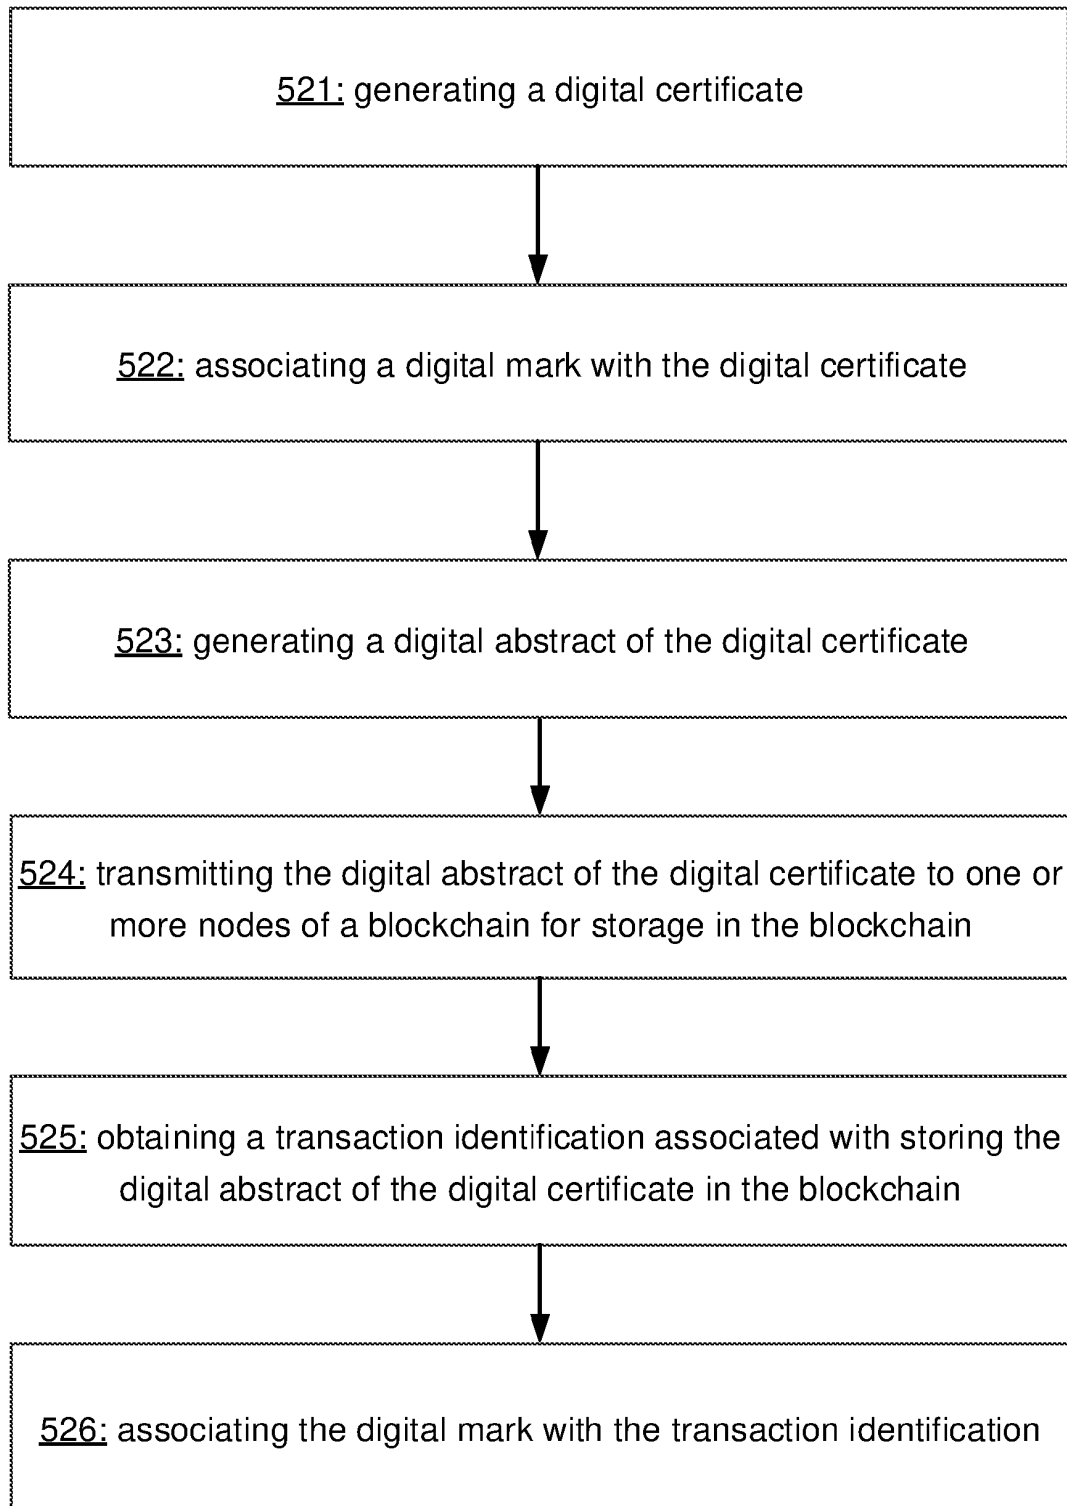 521: generating a digital certificate
522: associating a digital mark with the digital certificate
523: generating a digital abstract of the digital certificate
524: transmitting the digital abstract of the digital certificate to one or
more nodes of a blockchain for storage in the blockchain
525: obtaining a transaction identification associated with storing the
digital abstract of the digital certificate in the blockchain
526: associating the digital mark with the transaction identification